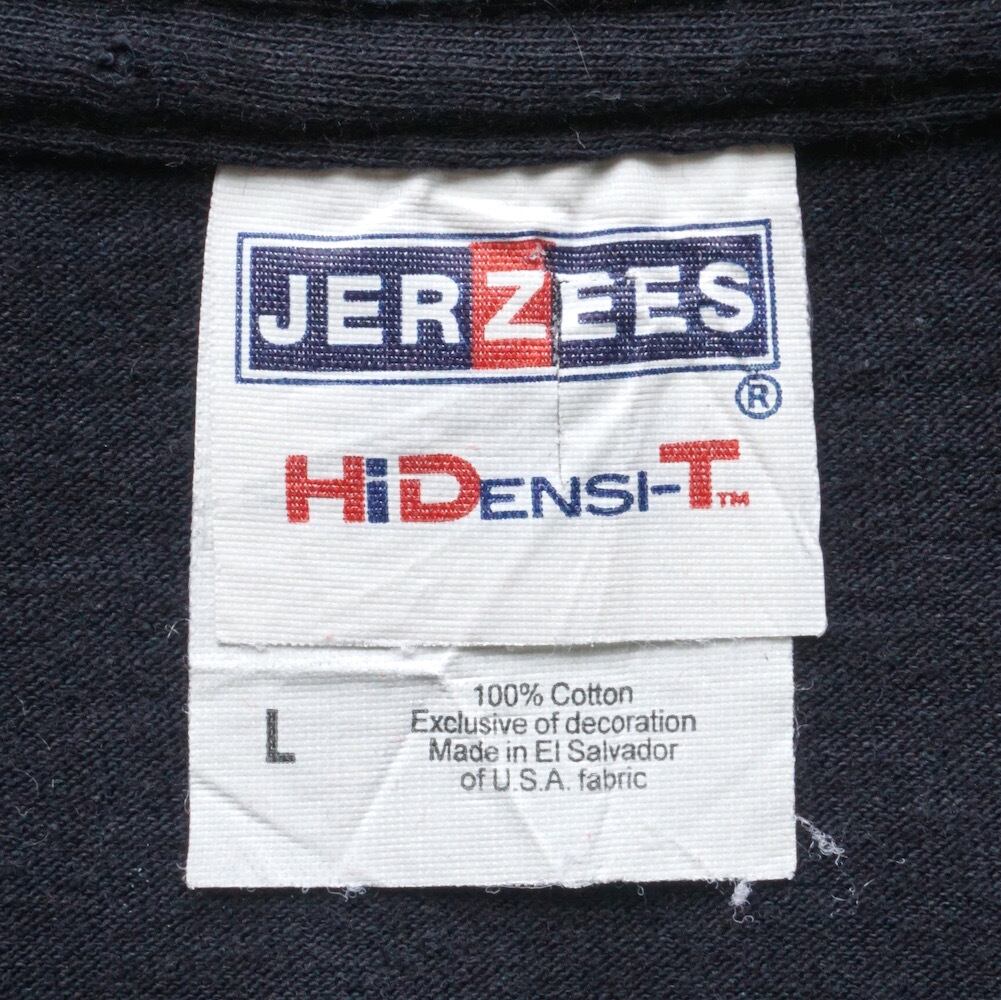 JERZEES
®
HiDENSI-T™
L
100% Cotton
Exclusive of decoration
Made in El Salvador
of U.S.A. fabric